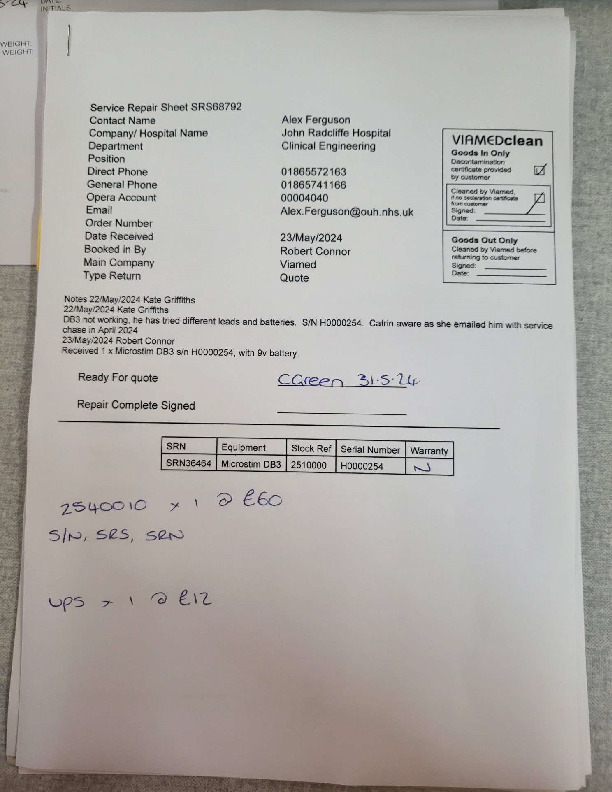 INITIALS
WEIGHT:
WEIGHT:
Service Repair Sheet SRS68792
Contact Name Alex Ferguson
Company/ Hospital Name John Radcliffe Hospital
Department Clinical Engineering
Position
Direct Phone 01865572163
General Phone 01865741166
Opera Account 00004040
Email Alex.Ferguson@ouh.nhs.uk
Order Number
Date Received 23/May/2024
Booked in By Robert Connor
Main Company Viamed
Type Return Quote
VIAMEDclean
Goods In Only
Decontamination
certificate provided
by customer
Cleaned by Viamed,
if no declaration certificate
from customer
Signed:
Date:
Goods Out Only
Cleaned by Viamed before
returning to customer
Signed:
Date:
Notes 22/May/2024 Kate Griffiths
22/May/2024 Kate Griffiths
DB3 not working, he has tried different leads and batteries. S/N H0000254. Catrin aware as she emailed him with service
chase in April 2024
23/May/2024 Robert Connor
Received 1 x Microstim DB3 s/n H0000254, with 9v battery
Ready For quote CGreen 31.5.24
Repair Complete Signed
SRN Equipment Stock Ref Serial Number Warranty
SRN36464 Microstim DB3 2510000 H0000254 N
2540010 x 1 @ £60
S/N, SRS, SRN
UPS x 1 @ £12